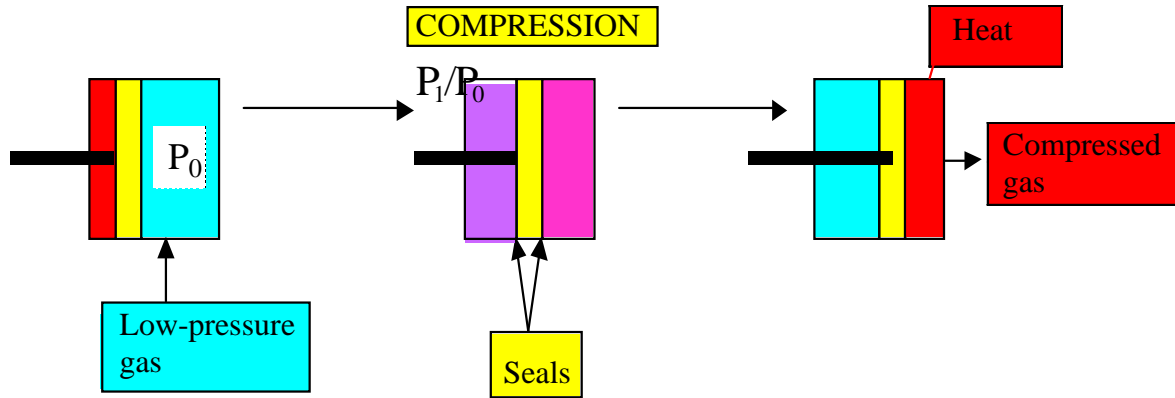 COMPRESSION
Heat
P₁/P₀
P₀
Compressed
gas
Low-pressure
gas
Seals